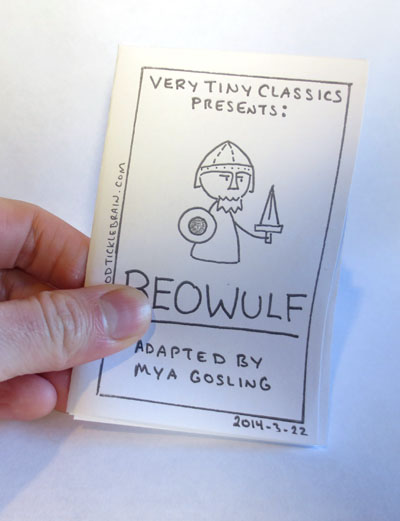 VERY TINY CLASSICS
PRESENTS:
BEOWULF
ADAPTED BY
MYA GOSLING
2014-3-22